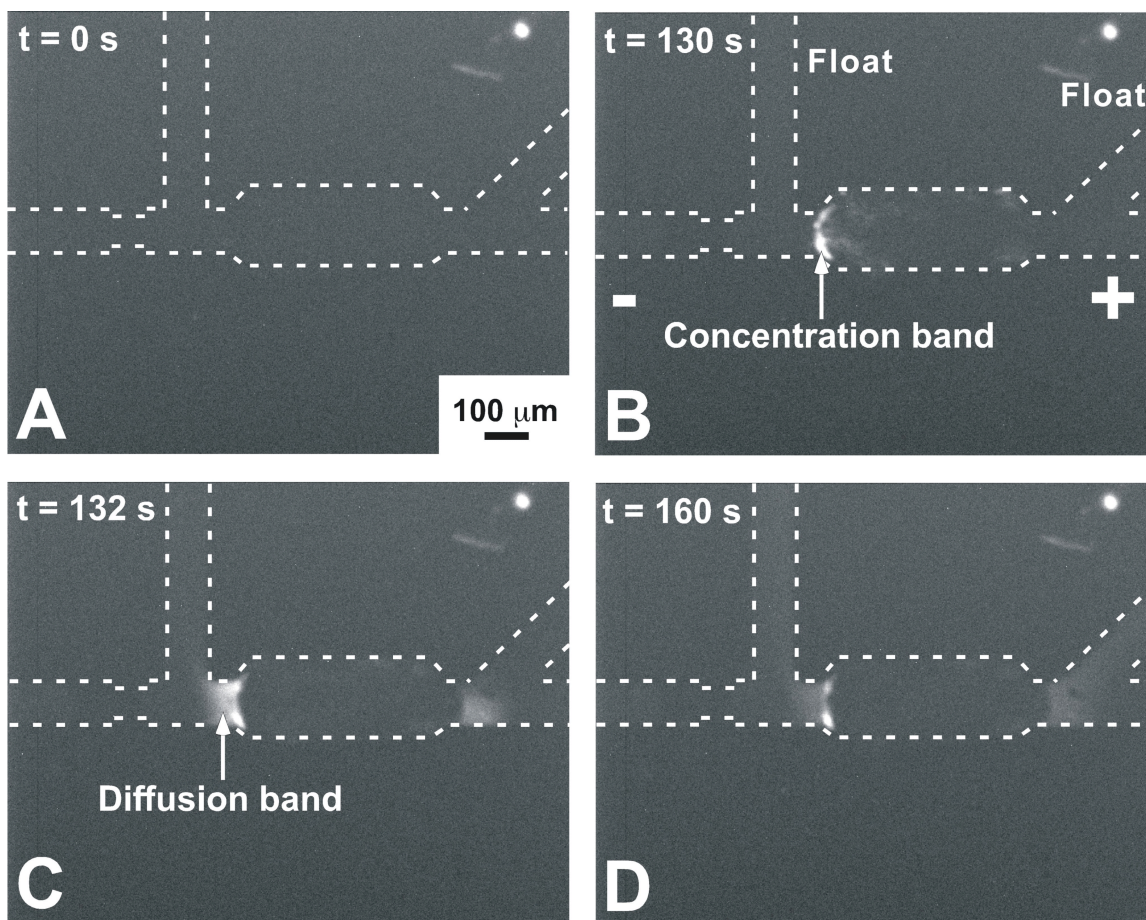 t = 0 s
100 μm
A
t = 130 s
Float
Float
-
+
Concentration band
B
t = 132 s
Diffusion band
C
t = 160 s
D